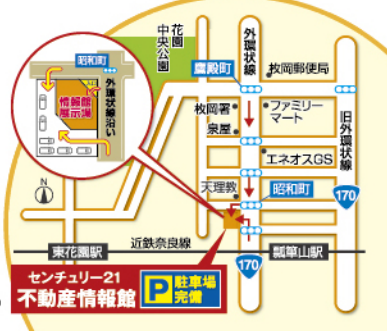 花園
中央公園
外環状線
鷹殿町
枚岡郵便局
昭和町
情報館
展示場
外環状線沿い
枚岡署
泉屋
ファミリー
マート
エネオスGS
旧外環状線
天理教
昭和町
170
N
東花園駅
近鉄奈良線
瓢箪山駅
170
センチュリー21
不動産情報館
P 駐車場
完備